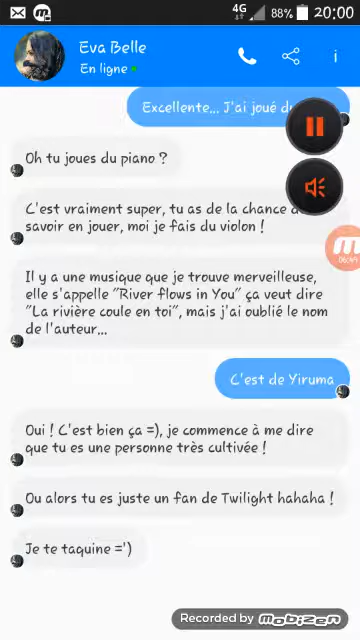 4G 88% 20:00
Eva Belle
En ligne
Excellente... J'ai joué
Oh tu joues du piano ?
C'est vraiment super, tu as de la chance
savoir en jouer, moi je fais du violon !
Il y a une musique que je trouve merveilleuse,
elle s'appelle "River flows in You" ça veut dire
"La rivière coule en toi", mais j'ai oublié le nom
de l'auteur...
C'est de Yiruma
Oui ! C'est bien ça =), je commence à me dire
que tu es une personne très cultivée !
Ou alors tu es juste un fan de Twilight hahaha !
Je te taquine =')
Recorded by mobizen